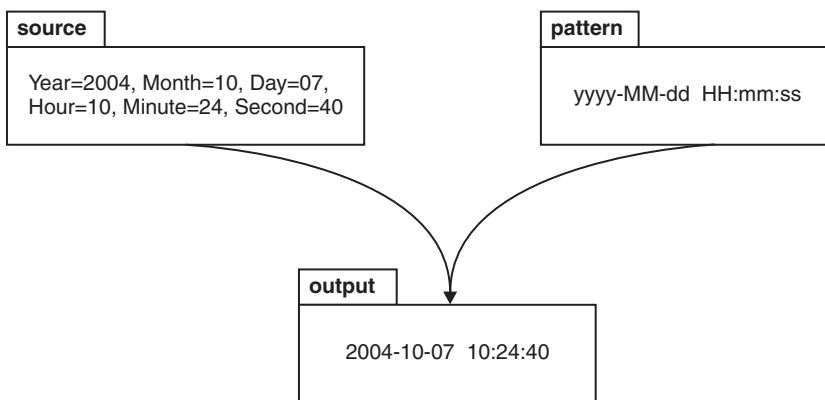 source
Year=2004, Month=10, Day=07,
Hour=10, Minute=24, Second=40
pattern
yyyy-MM-dd  HH:mm:ss
output
2004-10-07  10:24:40